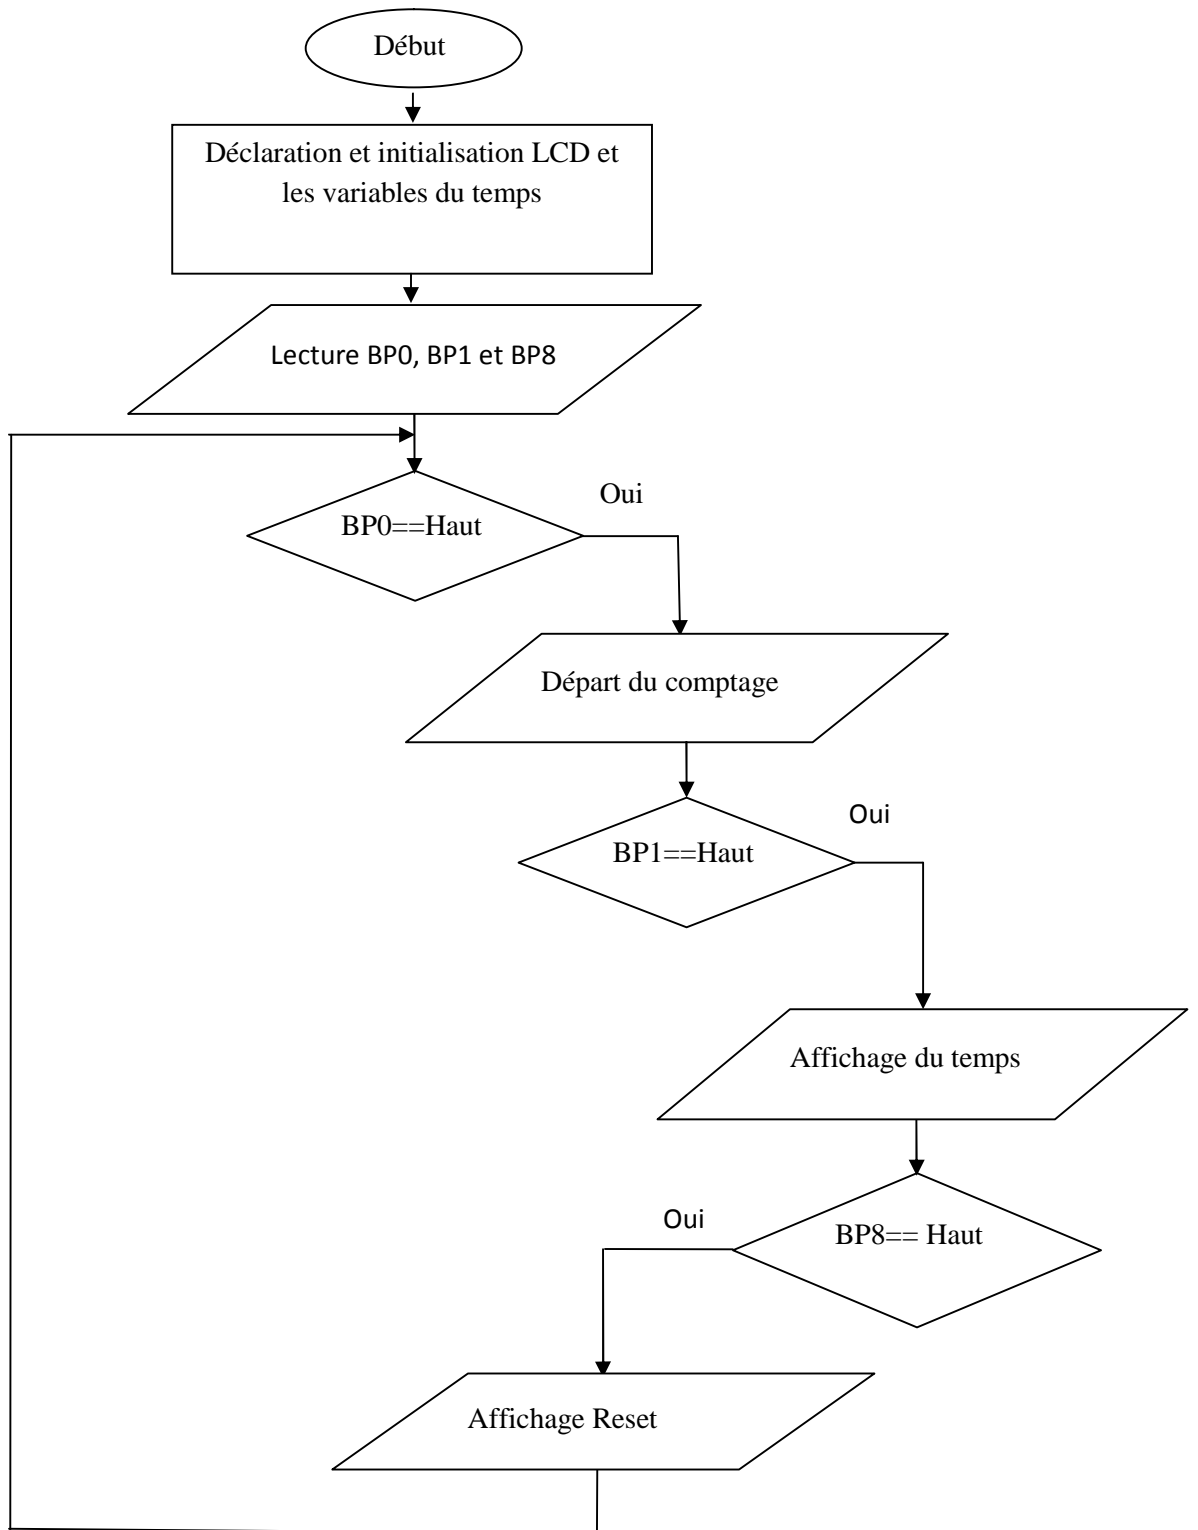 Début
Déclaration et initialisation LCD et
les variables du temps
Lecture BP0, BP1 et BP8
Oui
BP0==Haut
Départ du comptage
Oui
BP1==Haut
Affichage du temps
Oui
BP8== Haut
Affichage Reset